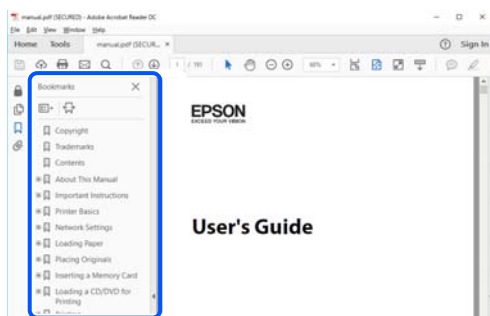 manual.pdf (SECURED) - Adobe Acrobat Reader DC
File Edit View Window Help
Home Tools manual.pdf (SECUR... × Sign In
1 / 191
Bookmarks
Copyright
Trademarks
Contents
About This Manual
Important Instructions
Printer Basics
Network Settings
Loading Paper
Placing Originals
Inserting a Memory Card
Loading a CD/DVD for
Printing
EPSON
EXCEED YOUR VISION
User's Guide